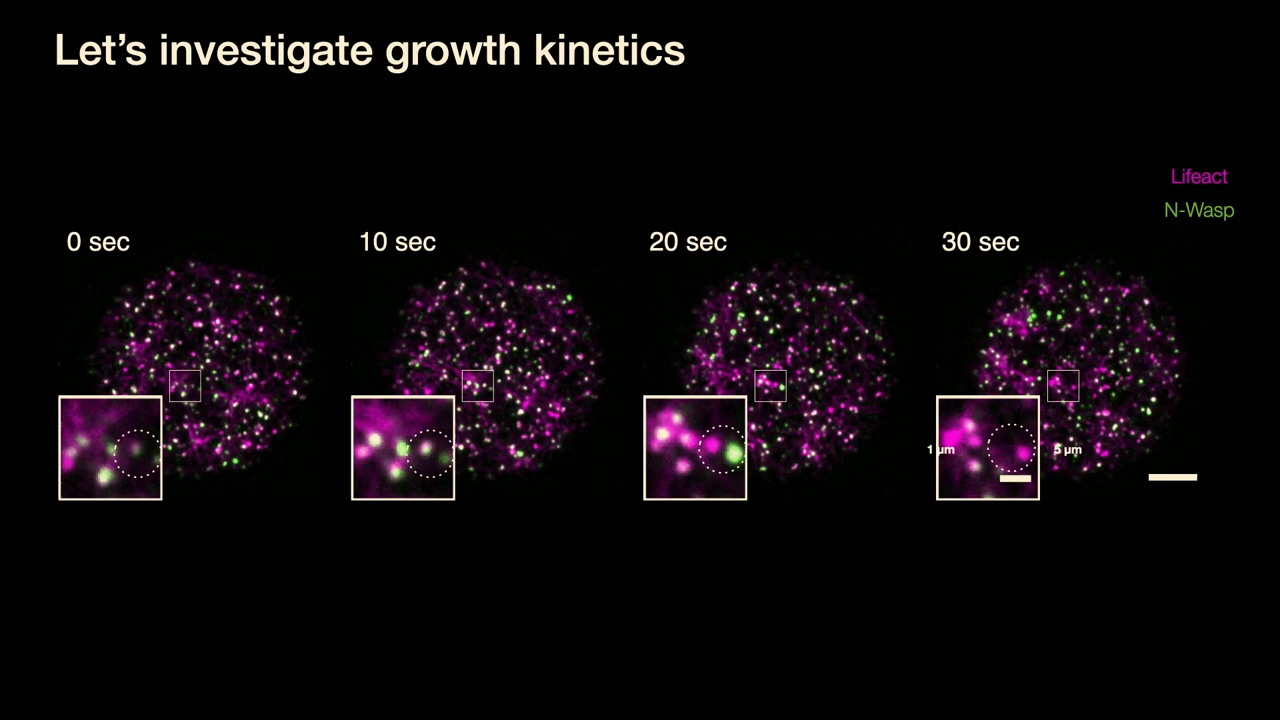 Let’s investigate growth kinetics
Lifeact
N-Wasp
0 sec
10 sec
20 sec
30 sec
1 µm
5 µm